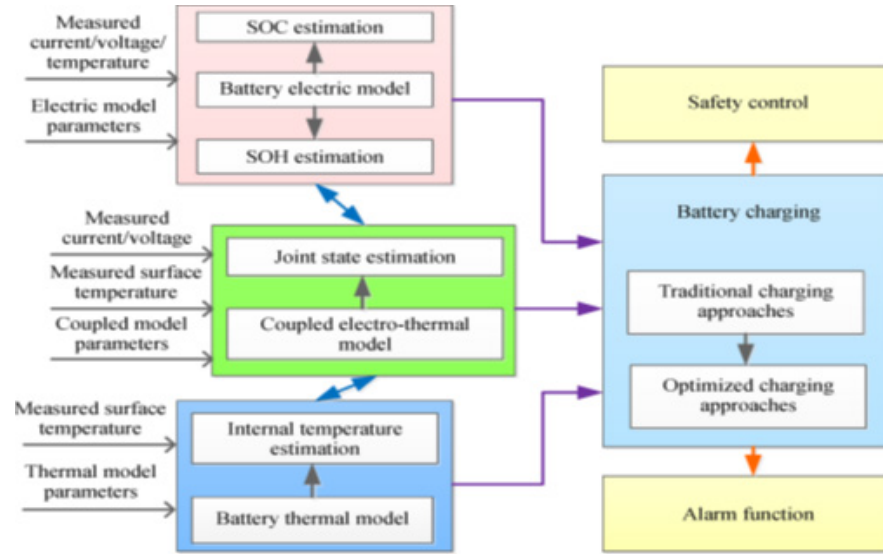 Measured
current/voltage/
temperature
Electric model
parameters
SOC estimation
Battery electric model
SOH estimation
Measured
current/voltage
Measured surface
temperature
Coupled model
parameters
Joint state estimation
Coupled electro-thermal
model
Measured surface
temperature
Thermal model
parameters
Internal temperature
estimation
Battery thermal model
Safety control
Battery charging
Traditional charging
approaches
Optimized charging
approaches
Alarm function